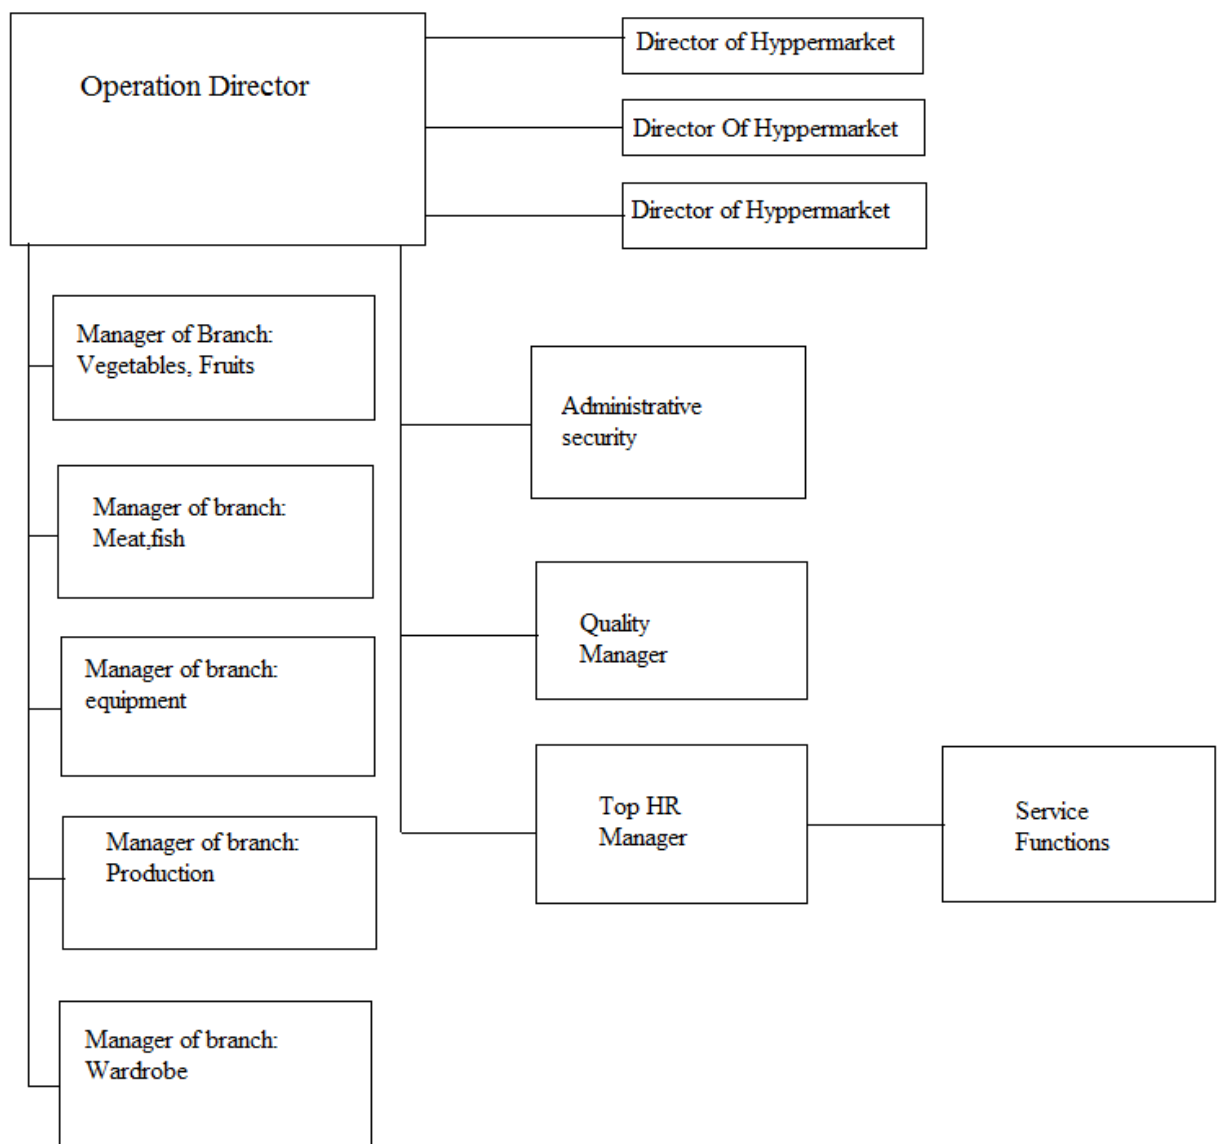 Operation Director
Director of Hyppermarket
Director Of Hyppermarket
Director of Hyppermarket
Manager of Branch:
Vegetables, Fruits
Manager of branch:
Meat,fish
Manager of branch:
equipment
Manager of branch:
Production
Manager of branch:
Wardrobe
Administrative
security
Quality
Manager
Top HR
Manager
Service
Functions